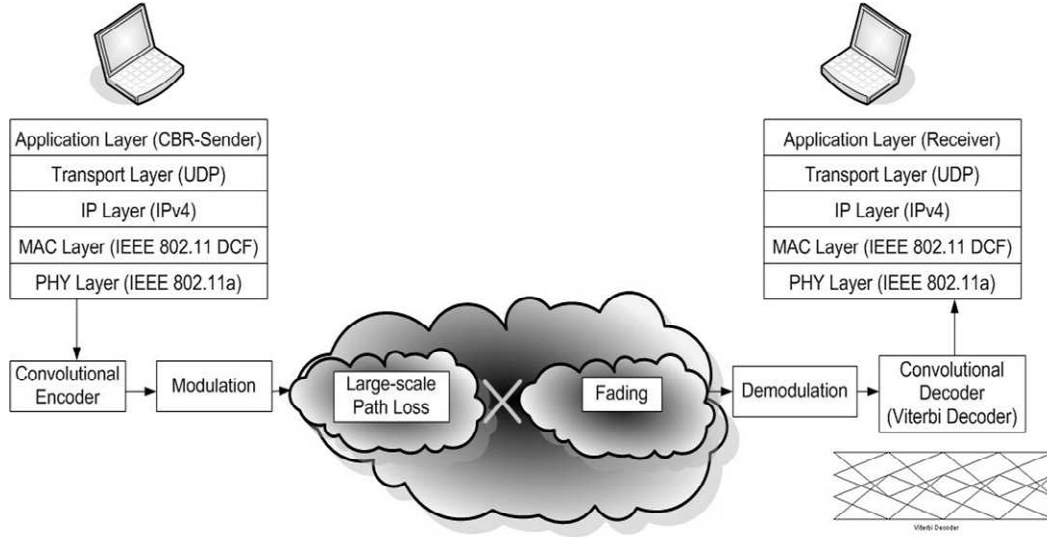 Application Layer (CBR-Sender)
Transport Layer (UDP)
IP Layer (IPv4)
MAC Layer (IEEE 802.11 DCF)
PHY Layer (IEEE 802.11a)
Convolutional
Encoder
Modulation
Large-scale
Path Loss
Fading
Demodulation
Convolutional
Decoder
(Viterbi Decoder)
Application Layer (Receiver)
Transport Layer (UDP)
IP Layer (IPv4)
MAC Layer (IEEE 802.11 DCF)
PHY Layer (IEEE 802.11a)
Viterbi Decoder